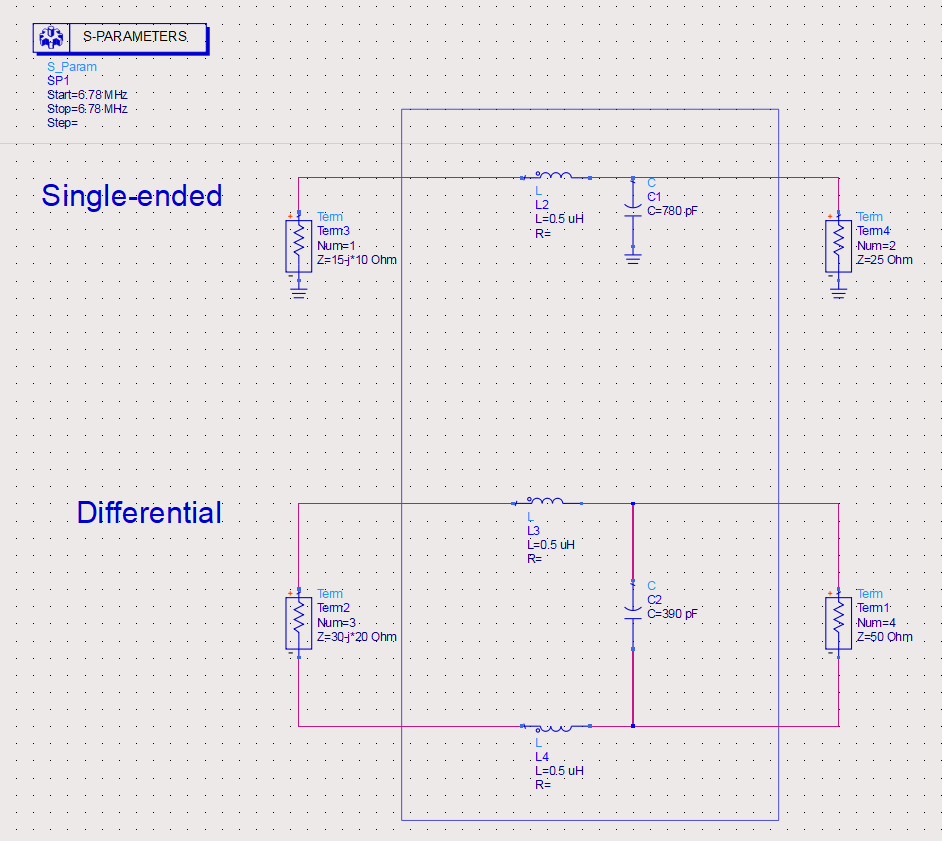 S-PARAMETERS
S_Param
SP1
Start=6.78 MHz
Stop=6.78 MHz
Step=
Single-ended
Term
Term3
Num=1
Z=15-j*10 Ohm
L
L2
L=0.5 uH
R=
C
C1
C=780 pF
Term
Term4
Num=2
Z=25 Ohm
Differential
L
L3
L=0.5 uH
R=
Term
Term2
Num=3
Z=30-j*20 Ohm
C
C2
C=390 pF
Term
Term1
Num=4
Z=50 Ohm
L
L4
L=0.5 uH
R=